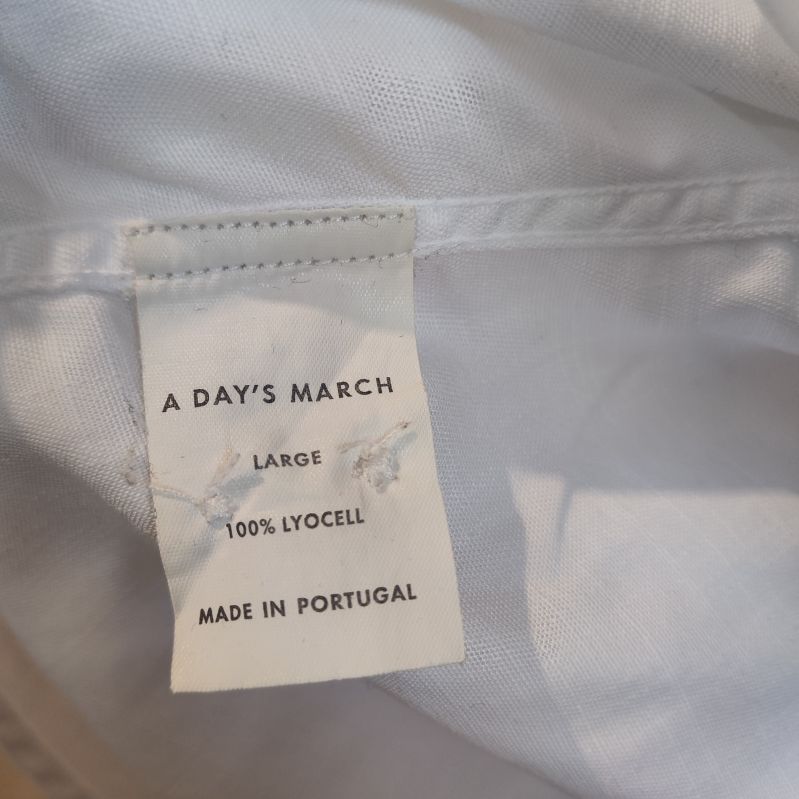 A DAY'S MARCH
LARGE
100% LYOCELL
MADE IN PORTUGAL